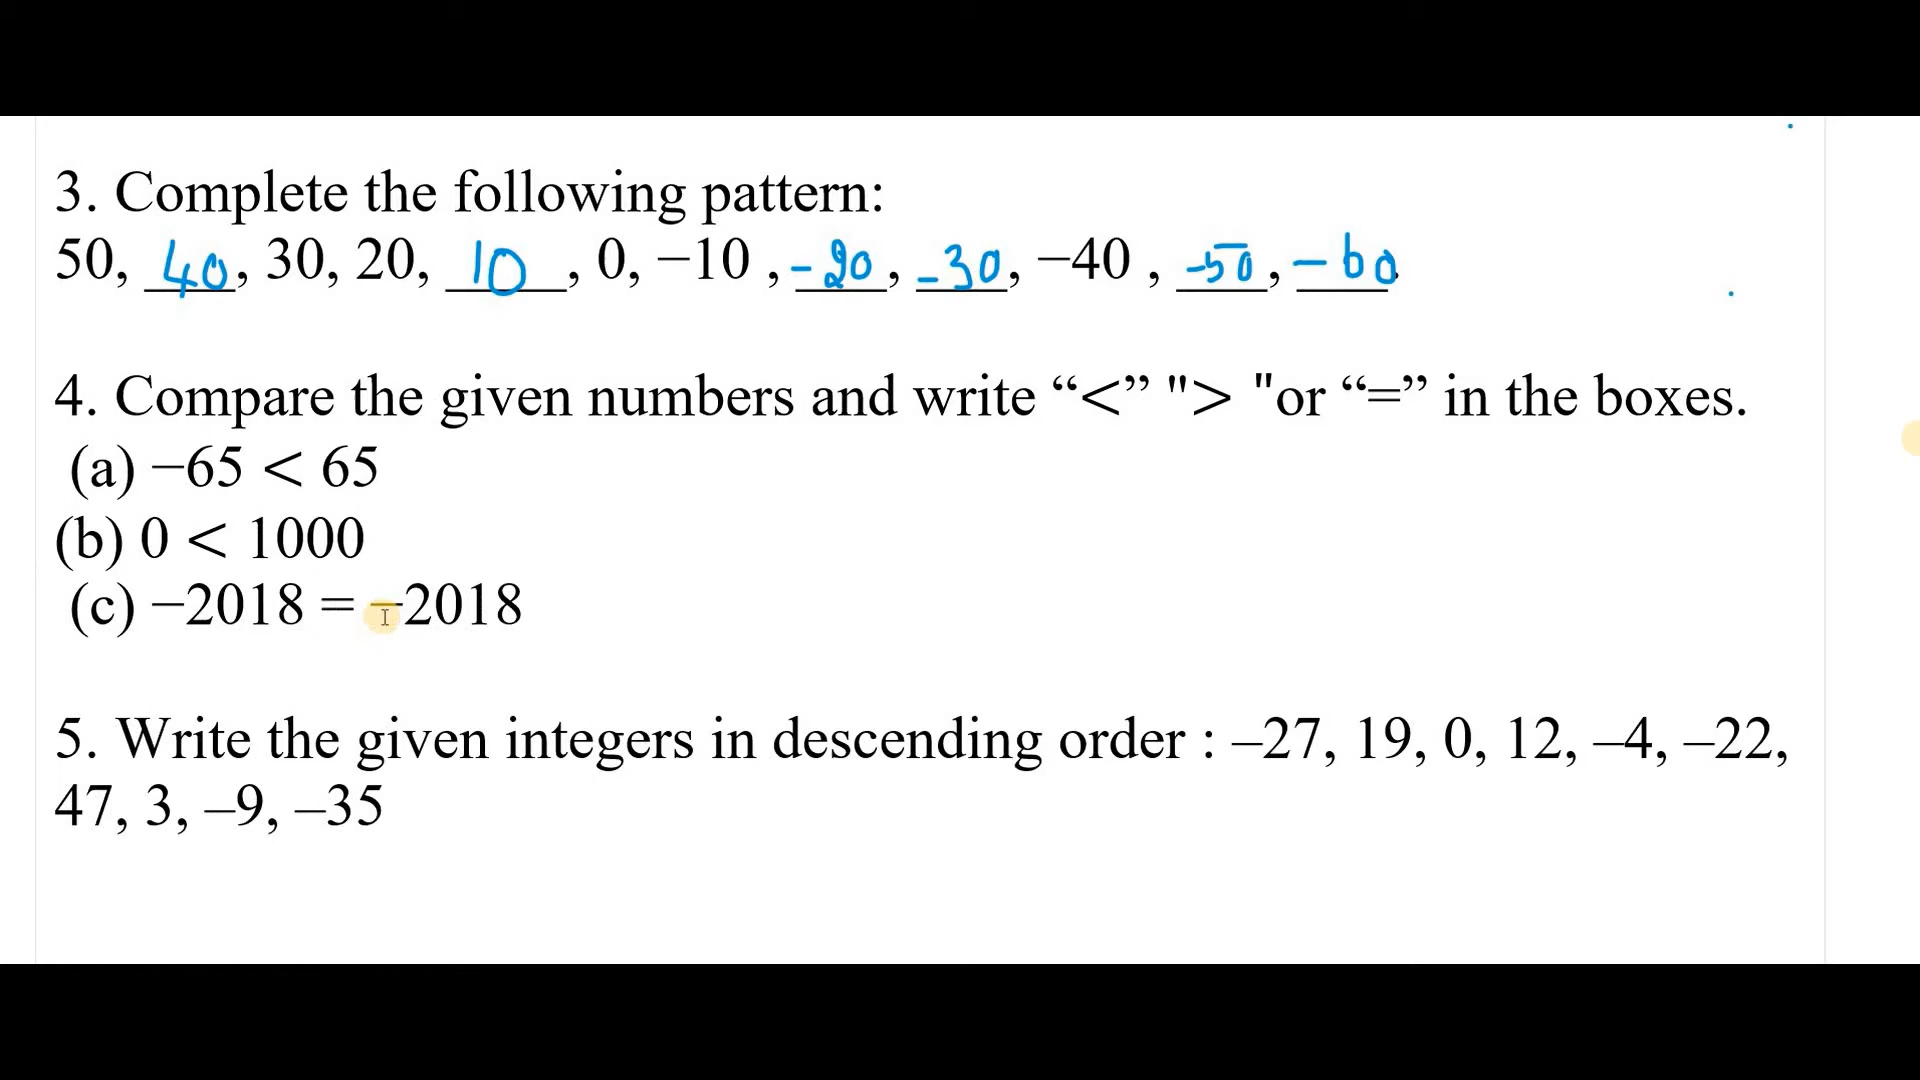 3. Complete the following pattern:
50, 40, 30, 20, 10, 0, −10 , -20, -30, −40 , -50, -60.
4. Compare the given numbers and write “<” "> "or “=” in the boxes.
(a) −65 < 65
(b) 0 < 1000
(c) −2018 = −2018
5. Write the given integers in descending order : –27, 19, 0, 12, –4, –22,
47, 3, –9, –35